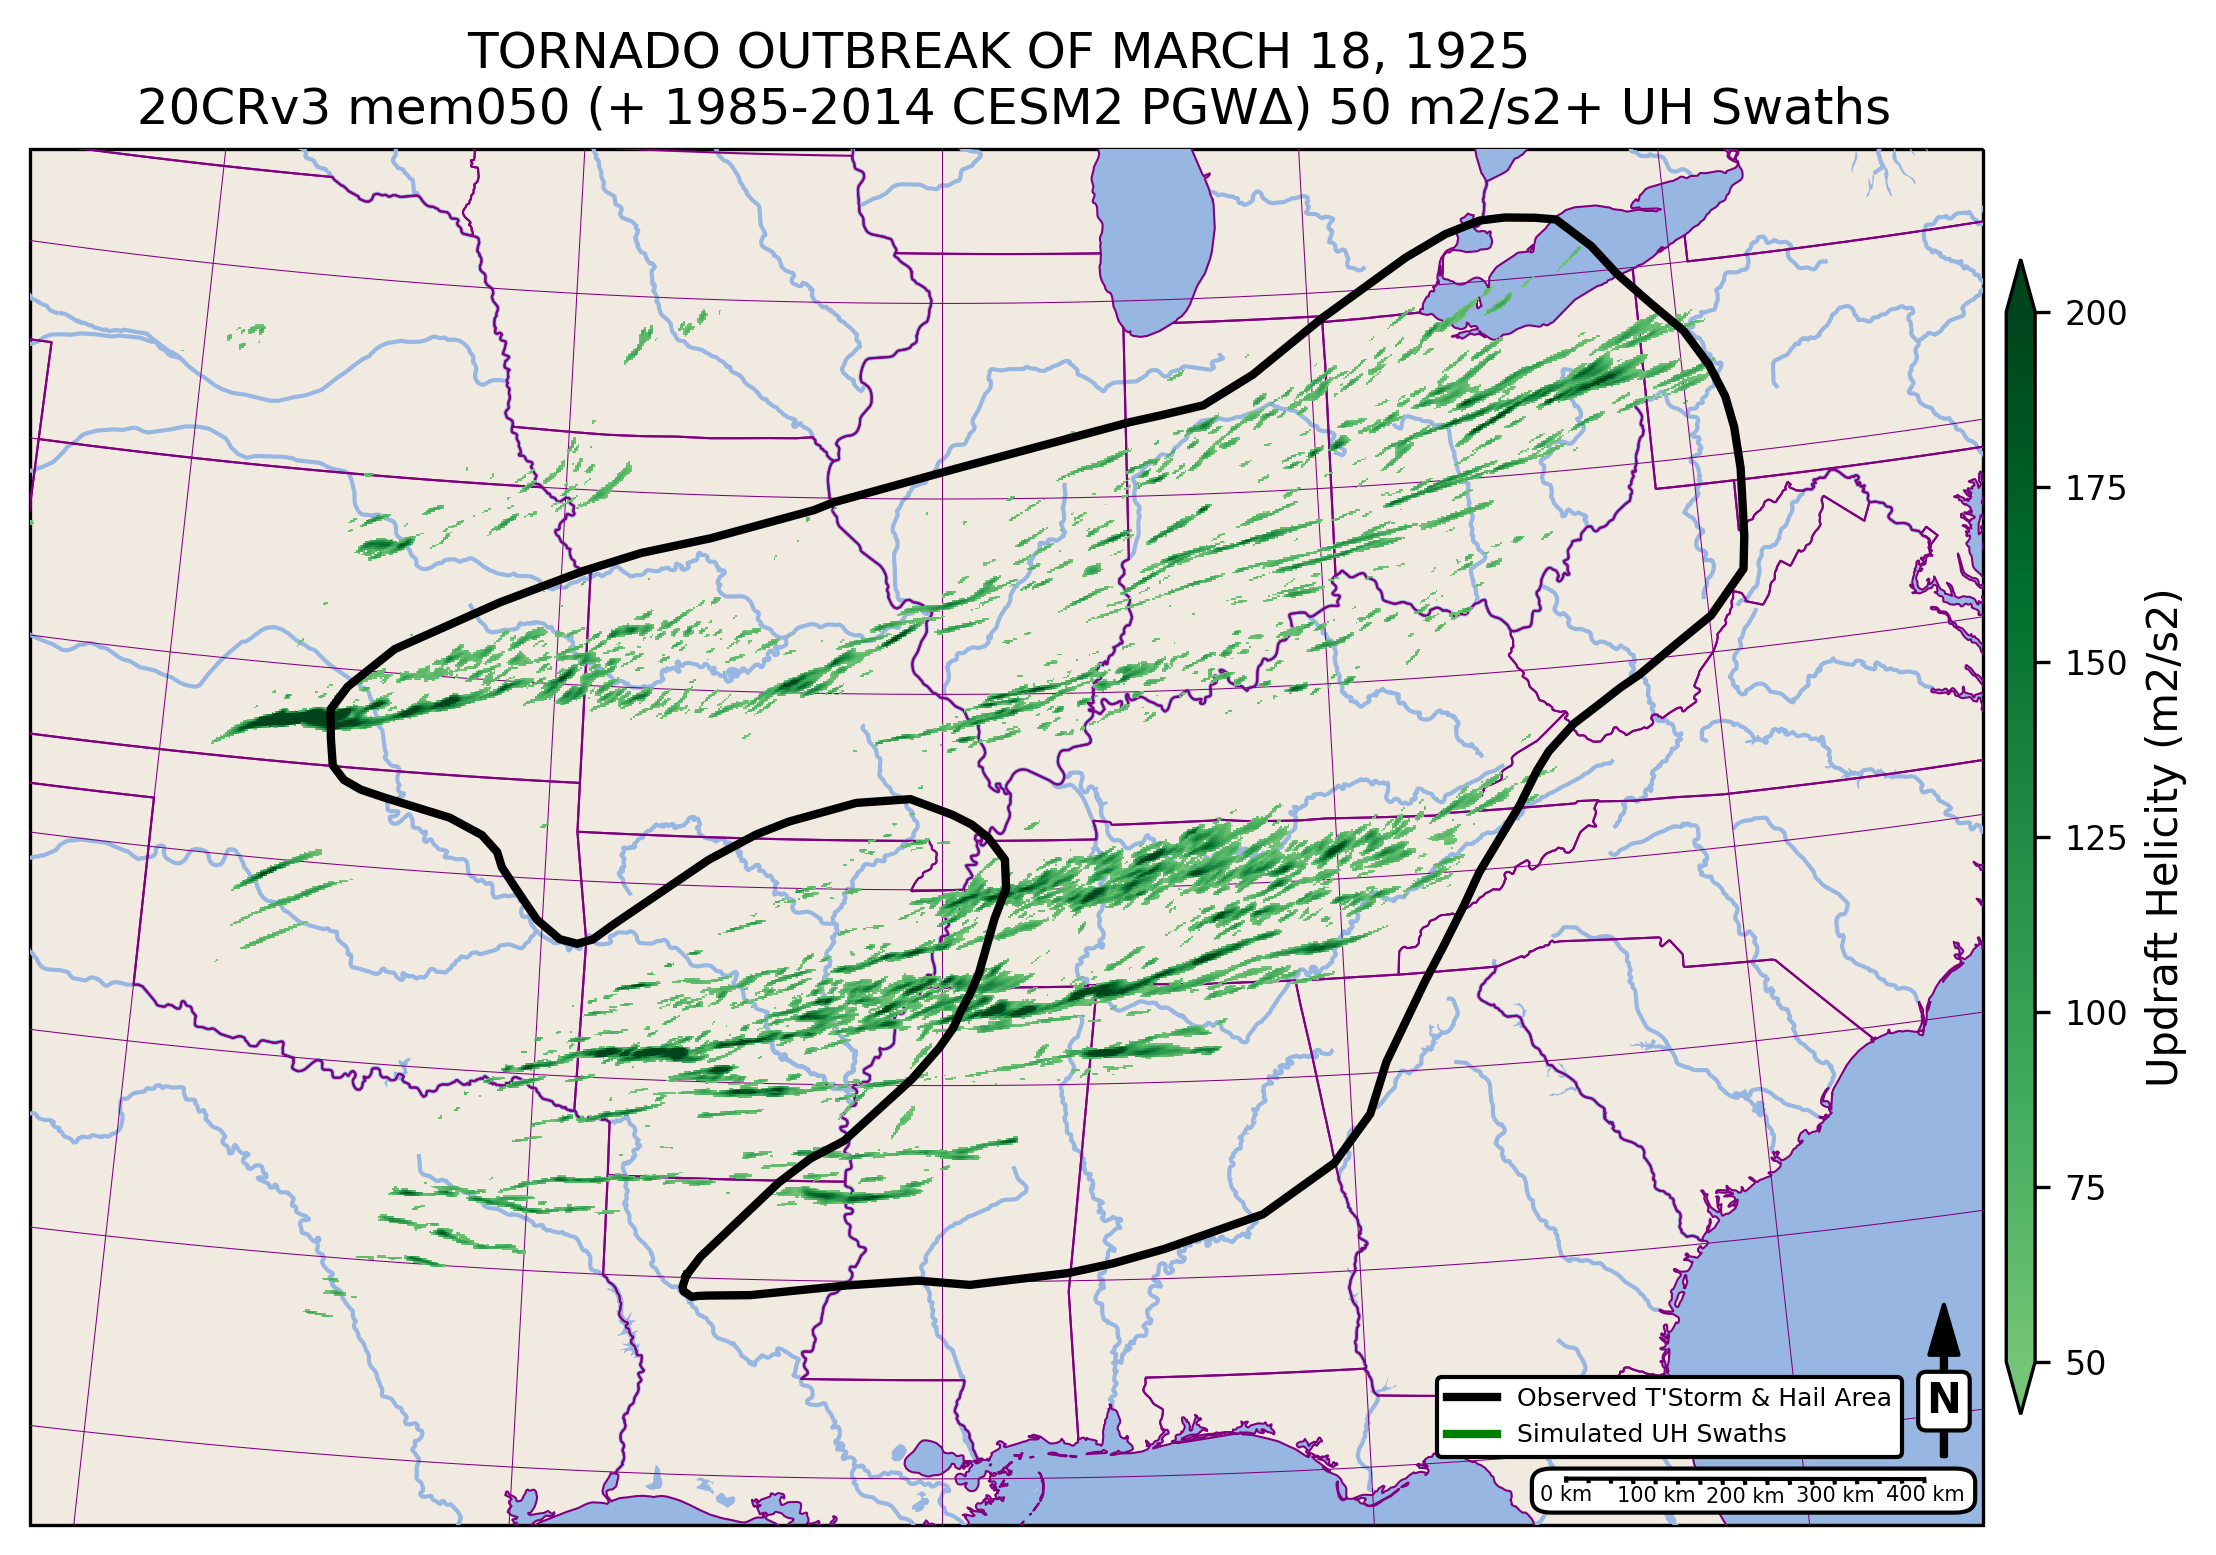 TORNADO OUTBREAK OF MARCH 18, 1925
20CRv3 mem050 (+ 1985-2014 CESM2 PGWΔ) 50 m2/s2+ UH Swaths
200
175
150
125
100
75
50
Updraft Helicity (m2/s2)
Observed T'Storm & Hail Area
Simulated UH Swaths
N
0 km 100 km 200 km 300 km 400 km